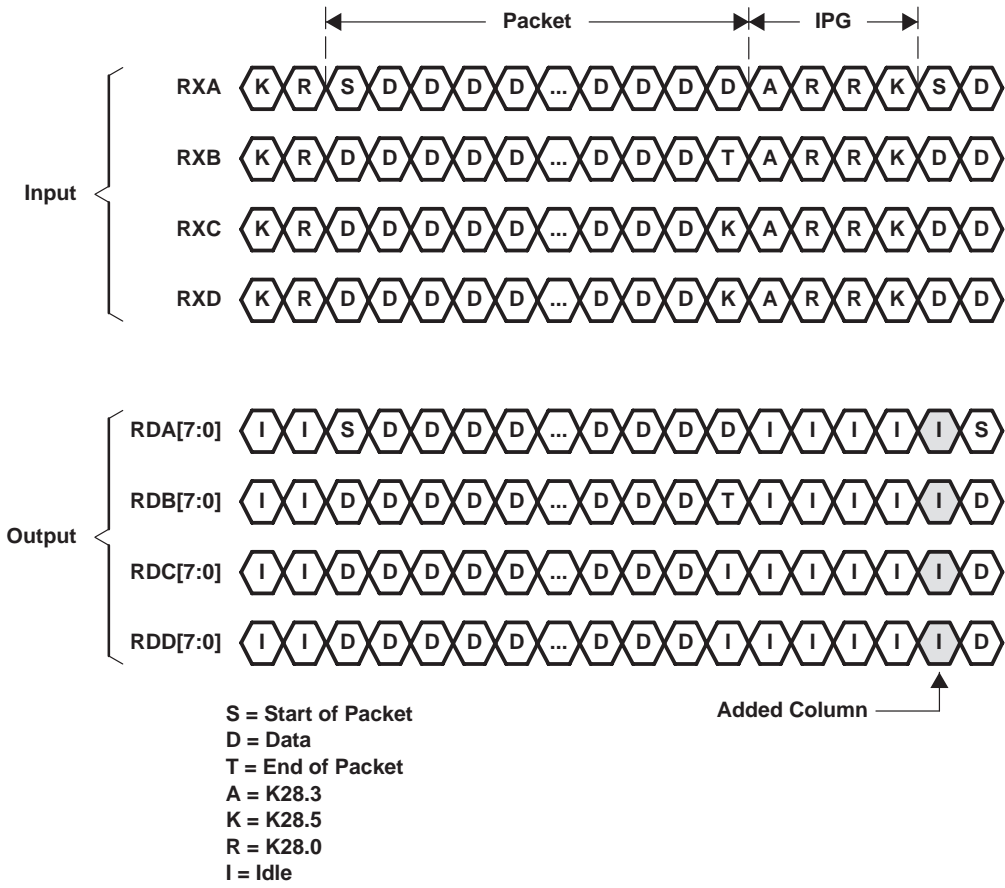 Packet IPG
RXA K R S D D D D ... D D D D A R R K S D
RXB K R D D D D D ... D D D T A R R K D D
Input
RXC K R D D D D D ... D D D K A R R K D D
RXD K R D D D D D ... D D D K A R R K D D
RDA[7:0] I I S D D D D ... D D D D I I I I I S
RDB[7:0] I I D D D D D ... D D D T I I I I I D
Output
RDC[7:0] I I D D D D D ... D D D I I I I I I D
RDD[7:0] I I D D D D D ... D D D I I I I I I D
Added Column
S = Start of Packet
D = Data
T = End of Packet
A = K28.3
K = K28.5
R = K28.0
I = Idle